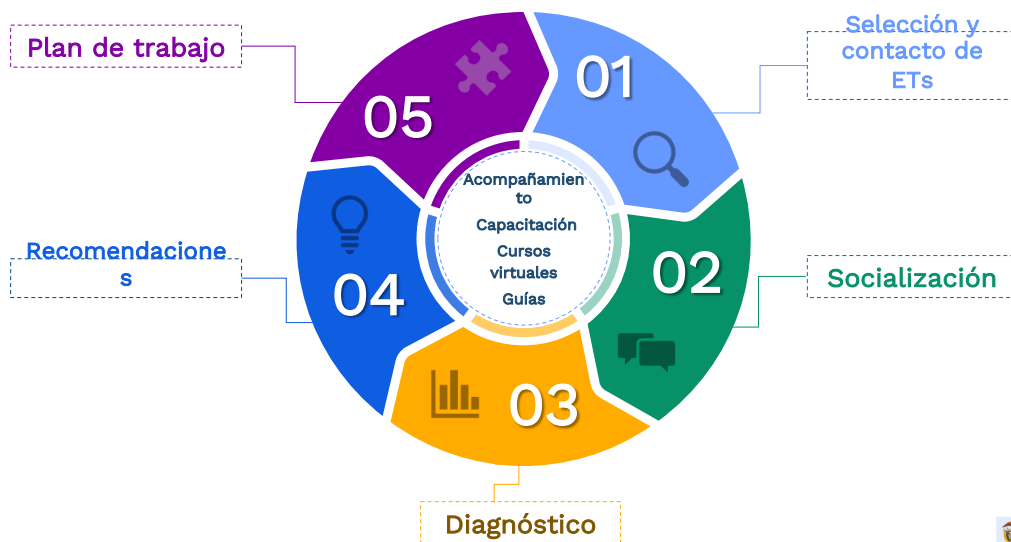 Selección y
contacto de
ETs
01
Socialización
02
Diagnóstico
03
Recomendacione
s
04
Plan de trabajo
05
Acompañamien
to
Capacitación
Cursos
virtuales
Guías